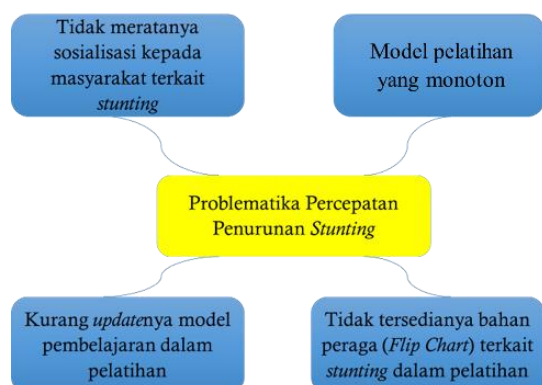 Tidak meratanya
sosialisasi kepada
masyarakat terkait
stunting
Model pelatihan
yang monoton
Problematika Percepatan
Penurunan Stunting
Kurang updatenya model
pembelajaran dalam
pelatihan
Tidak tersedianya bahan
peraga (Flip Chart) terkait
stunting dalam pelatihan